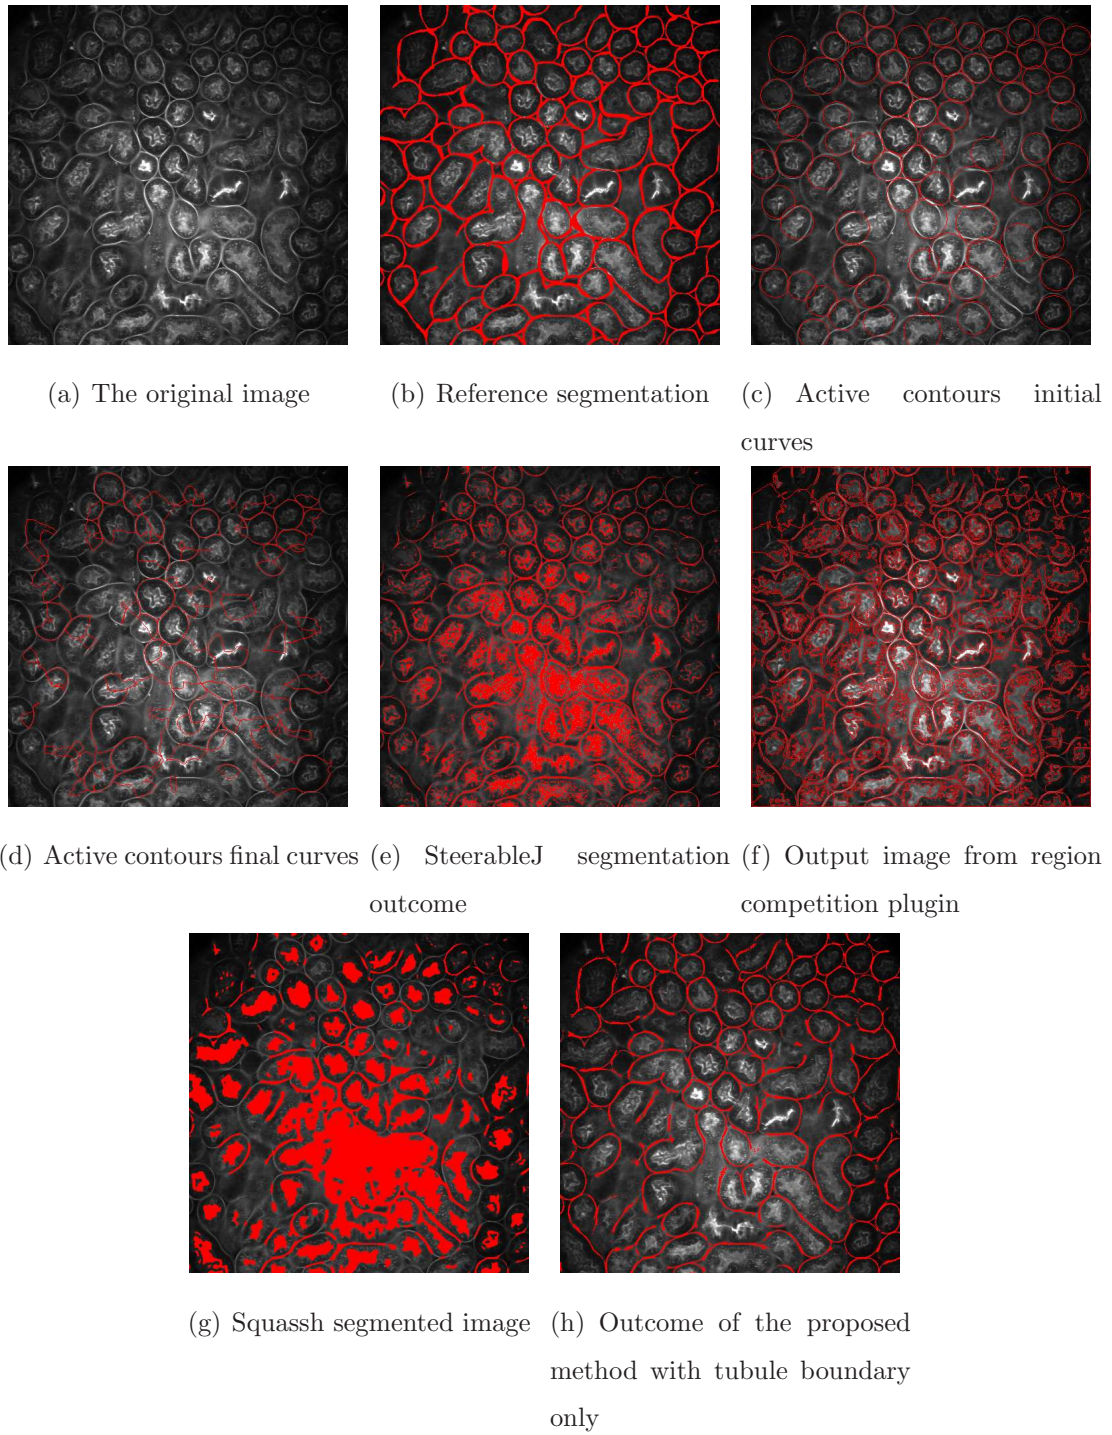 (a) The original image
(b) Reference segmentation
(c) Active contours initial
curves
(d) Active contours final curves
(e) SteerableJ segmentation
outcome
(f) Output image from region
competition plugin
(g) Squassh segmented image
(h) Outcome of the proposed
method with tubule boundary
only